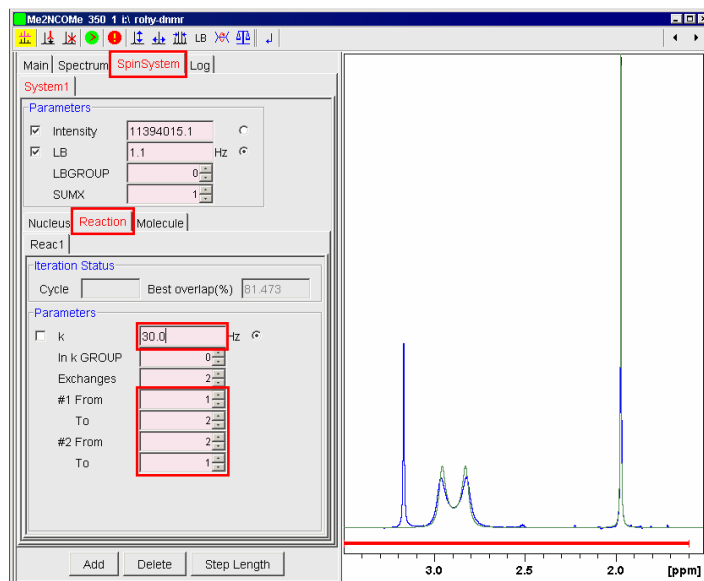 Me2NCOMe 350 1 i:\ rohy-dnmr
LB
Main Spectrum SpinSystem Log
System1
Parameters
Intensity 11394015.1
LB 1.1 Hz
LBGROUP 0
SUMX 1
Nucleus Reaction Molecule
Reac1
Iteration Status
Cycle Best overlap(%) 81.473
Parameters
k 30.0 Hz
ln k GROUP 0
Exchanges 2
#1 From 1
To 2
#2 From 2
To 1
Add Delete Step Length
3.0 2.5 2.0 [ppm]